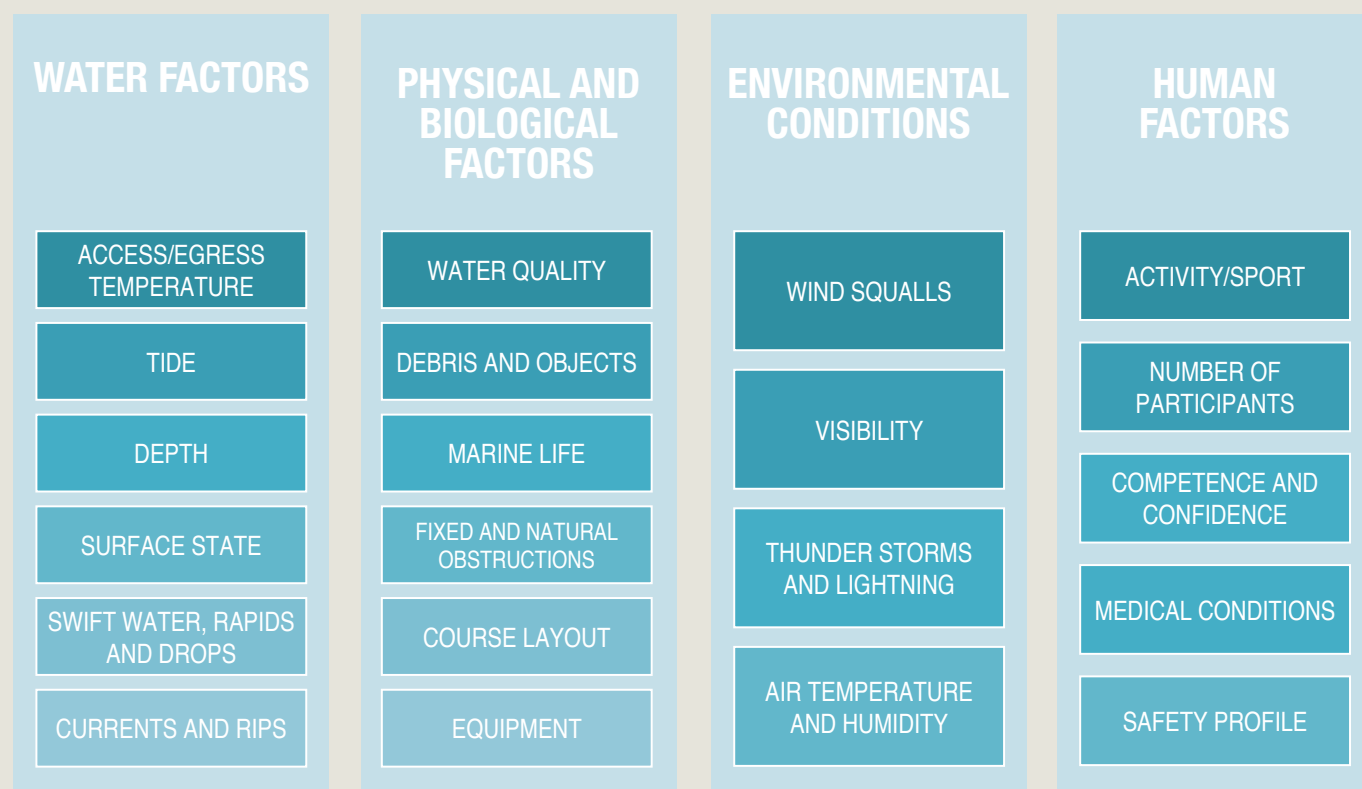 WATER FACTORS
ACCESS/EGRESS
TEMPERATURE
TIDE
DEPTH
SURFACE STATE
SWIFT WATER, RAPIDS
AND DROPS
CURRENTS AND RIPS
PHYSICAL AND
BIOLOGICAL
FACTORS
WATER QUALITY
DEBRIS AND OBJECTS
MARINE LIFE
FIXED AND NATURAL
OBSTRUCTIONS
COURSE LAYOUT
EQUIPMENT
ENVIRONMENTAL
CONDITIONS
WIND SQUALLS
VISIBILITY
THUNDER STORMS
AND LIGHTNING
AIR TEMPERATURE
AND HUMIDITY
HUMAN
FACTORS
ACTIVITY/SPORT
NUMBER OF
PARTICIPANTS
COMPETENCE AND
CONFIDENCE
MEDICAL CONDITIONS
SAFETY PROFILE